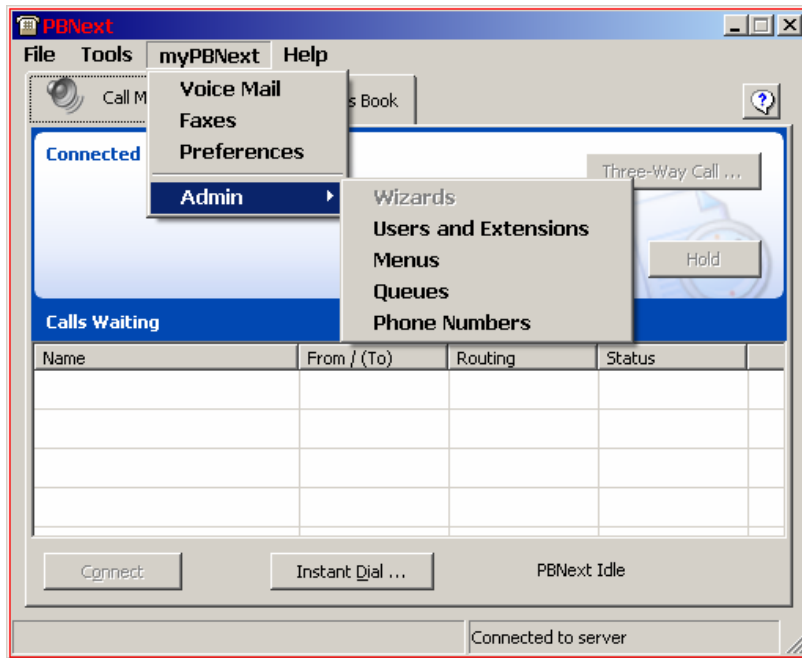 PBNext
File Tools myPBNext Help
Call M
s Book
Voice Mail
Faxes
Preferences
Admin
Wizards
Users and Extensions
Menus
Queues
Phone Numbers
Connected
Three-Way Call ...
Hold
Calls Waiting
Name From / (To) Routing Status
Connect Instant Dial ... PBNext Idle
Connected to server